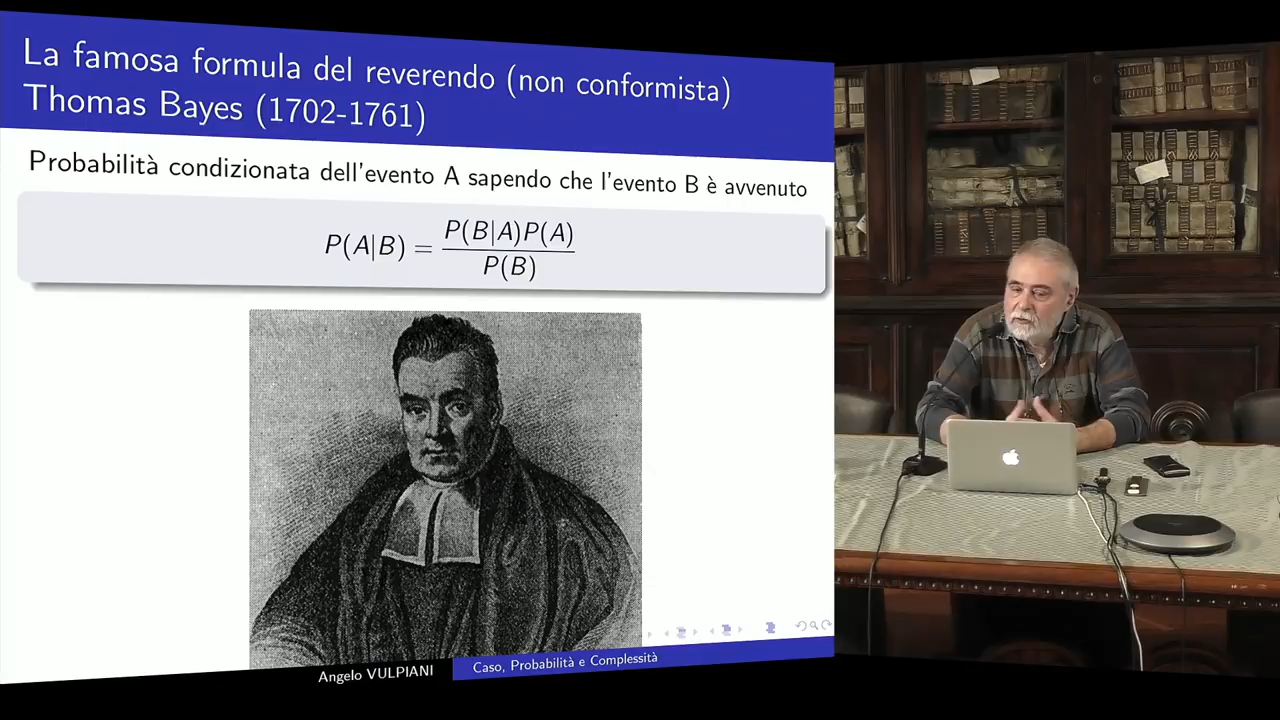 La famosa formula del reverendo (non conformista)
Thomas Bayes (1702-1761)
Probabilità condizionata dell'evento A sapendo che l'evento B è avvenuto
P(A|B) = P(B|A)P(A) / P(B)
Angelo VULPIANI
Caso, Probabilità e Complessità